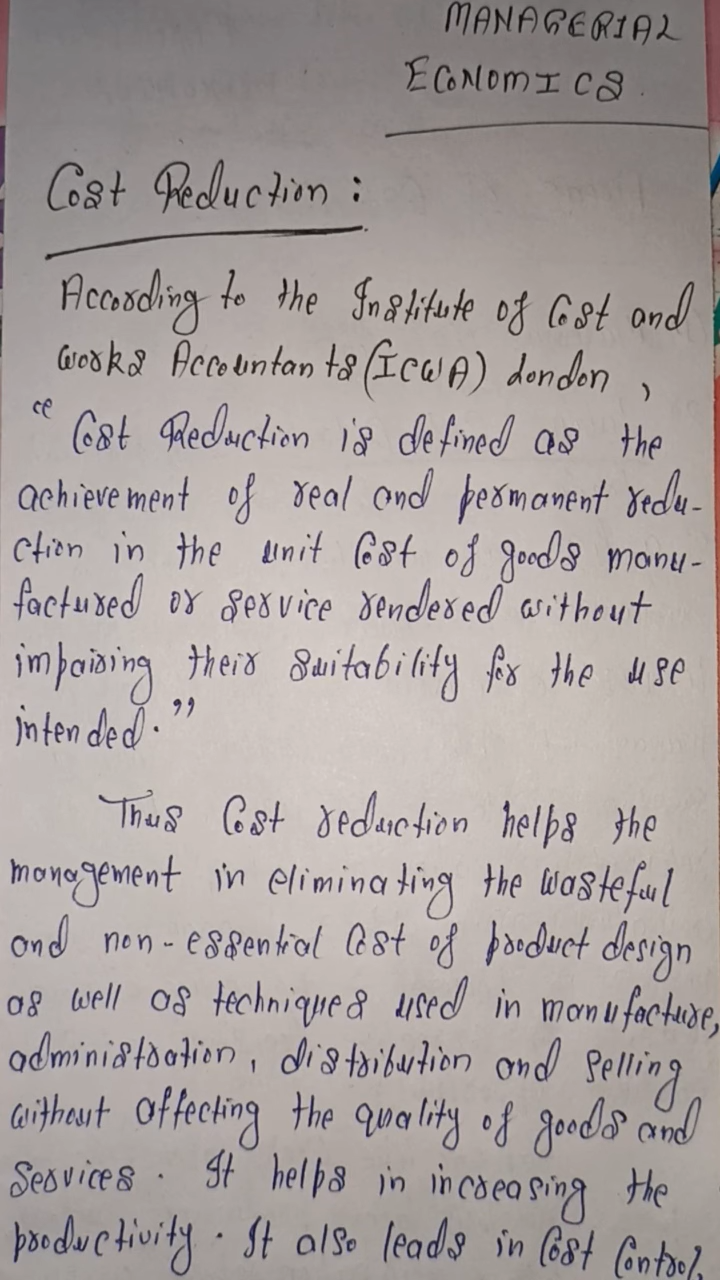 MANAGERIAL
ECONOMICS.
Cost Reduction:
According to the Institute of Cost and
works Accountants (ICWA) London,
“Cost Reduction is defined as the
achievement of real and permanent redu-
ction in the unit Cost of goods manu-
factured or service rendered without
impairing their suitability for the use
intended.”
Thus Cost reduction helps the
management in eliminating the wasteful
and non-essential Cost of product design
as well as techniques used in manufacture,
administration, distribution and selling
without affecting the quality of goods and
services. It helps in increasing the
productivity. It also leads in Cost Control.